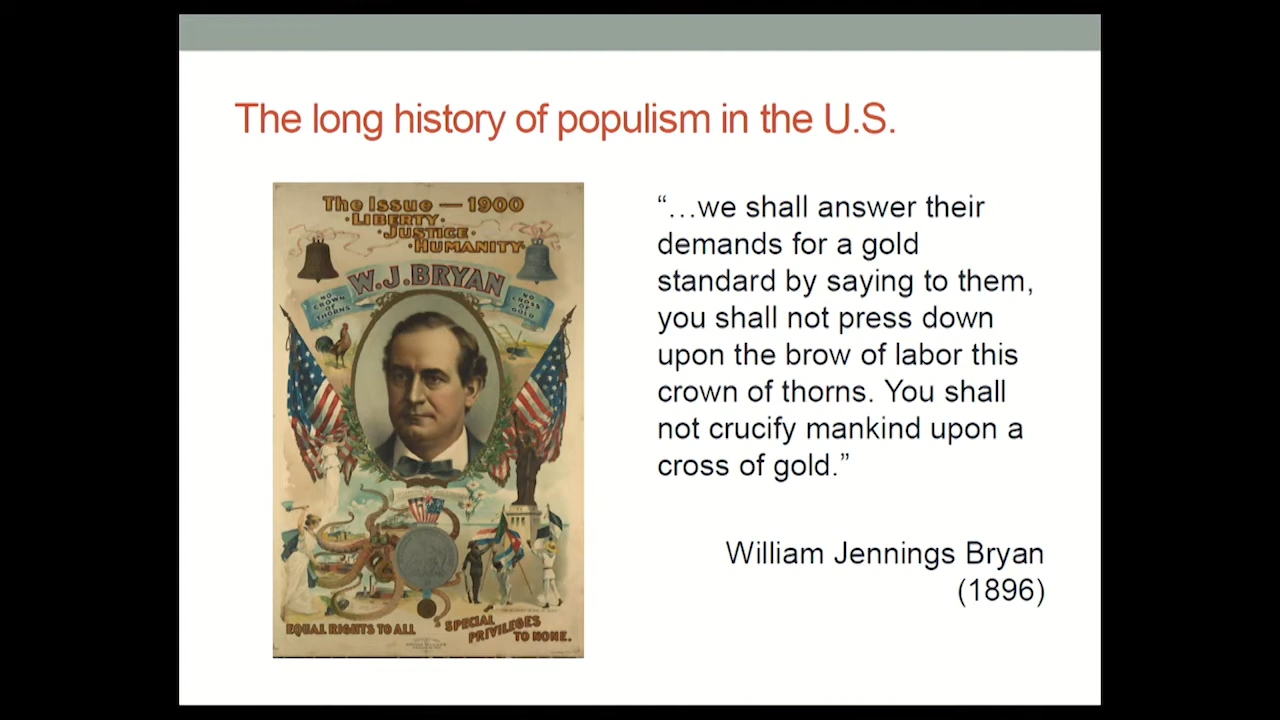 The long history of populism in the U.S.
The Issue — 1900
· LIBERTY ·
· JUSTICE ·
· HUMANITY ·
W.J. BRYAN
NO
CROWN
OF
THORNS
NO
CROSS
OF
GOLD
EQUAL RIGHTS TO ALL
SPECIAL
PRIVILEGES
TO NONE.
“…we shall answer their
demands for a gold
standard by saying to them,
you shall not press down
upon the brow of labor this
crown of thorns. You shall
not crucify mankind upon a
cross of gold.”
William Jennings Bryan
(1896)